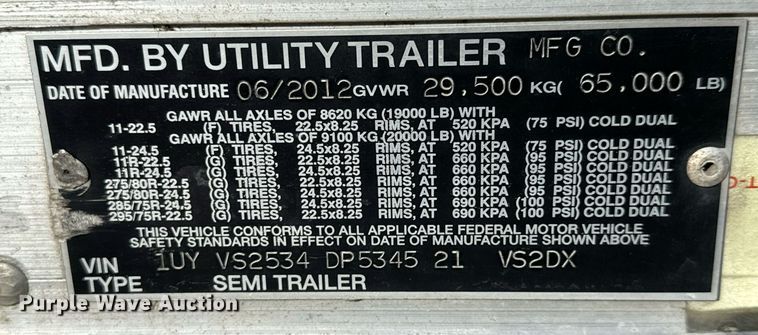 MFD. BY UTILITY TRAILER MFG CO.
DATE OF MANUFACTURE 06/2012 GVWR 29,500 KG( 65,000 LB)
GAWR ALL AXLES OF 8620 KG (19000 LB) WITH
11-22.5 (F) TIRES, 22.5x8.25 RIMS, AT 520 KPA (75 PSI) COLD DUAL
GAWR ALL AXLES OF 9100 KG (20000 LB) WITH
11-24.5 (F) TIRES, 24.5x8.25 RIMS, AT 520 KPA (75 PSI) COLD DUAL
11R-22.5 (G) TIRES, 22.5x8.25 RIMS, AT 660 KPA (95 PSI) COLD DUAL
11R-24.5 (G) TIRES, 24.5x8.25 RIMS, AT 660 KPA (95 PSI) COLD DUAL
275/80R-22.5 (G) TIRES, 22.5x8.25 RIMS, AT 660 KPA (95 PSI) COLD DUAL
275/80R-24.5 (G) TIRES, 24.5x8.25 RIMS, AT 660 KPA (95 PSI) COLD DUAL
285/75R-24.5 (G) TIRES, 24.5x8.25 RIMS, AT 690 KPA (100 PSI) COLD DUAL
295/75R-22.5 (G) TIRES, 22.5x8.25 RIMS, AT 690 KPA (100 PSI) COLD DUAL
THIS VEHICLE CONFORMS TO ALL APPLICABLE FEDERAL MOTOR VEHICLE
SAFETY STANDARDS IN EFFECT ON DATE OF MANUFACTURE SHOWN ABOVE
VIN 1UY VS2534 DP5345 21 VS2DX
TYPE SEMI TRAILER
Purple Wave Auction